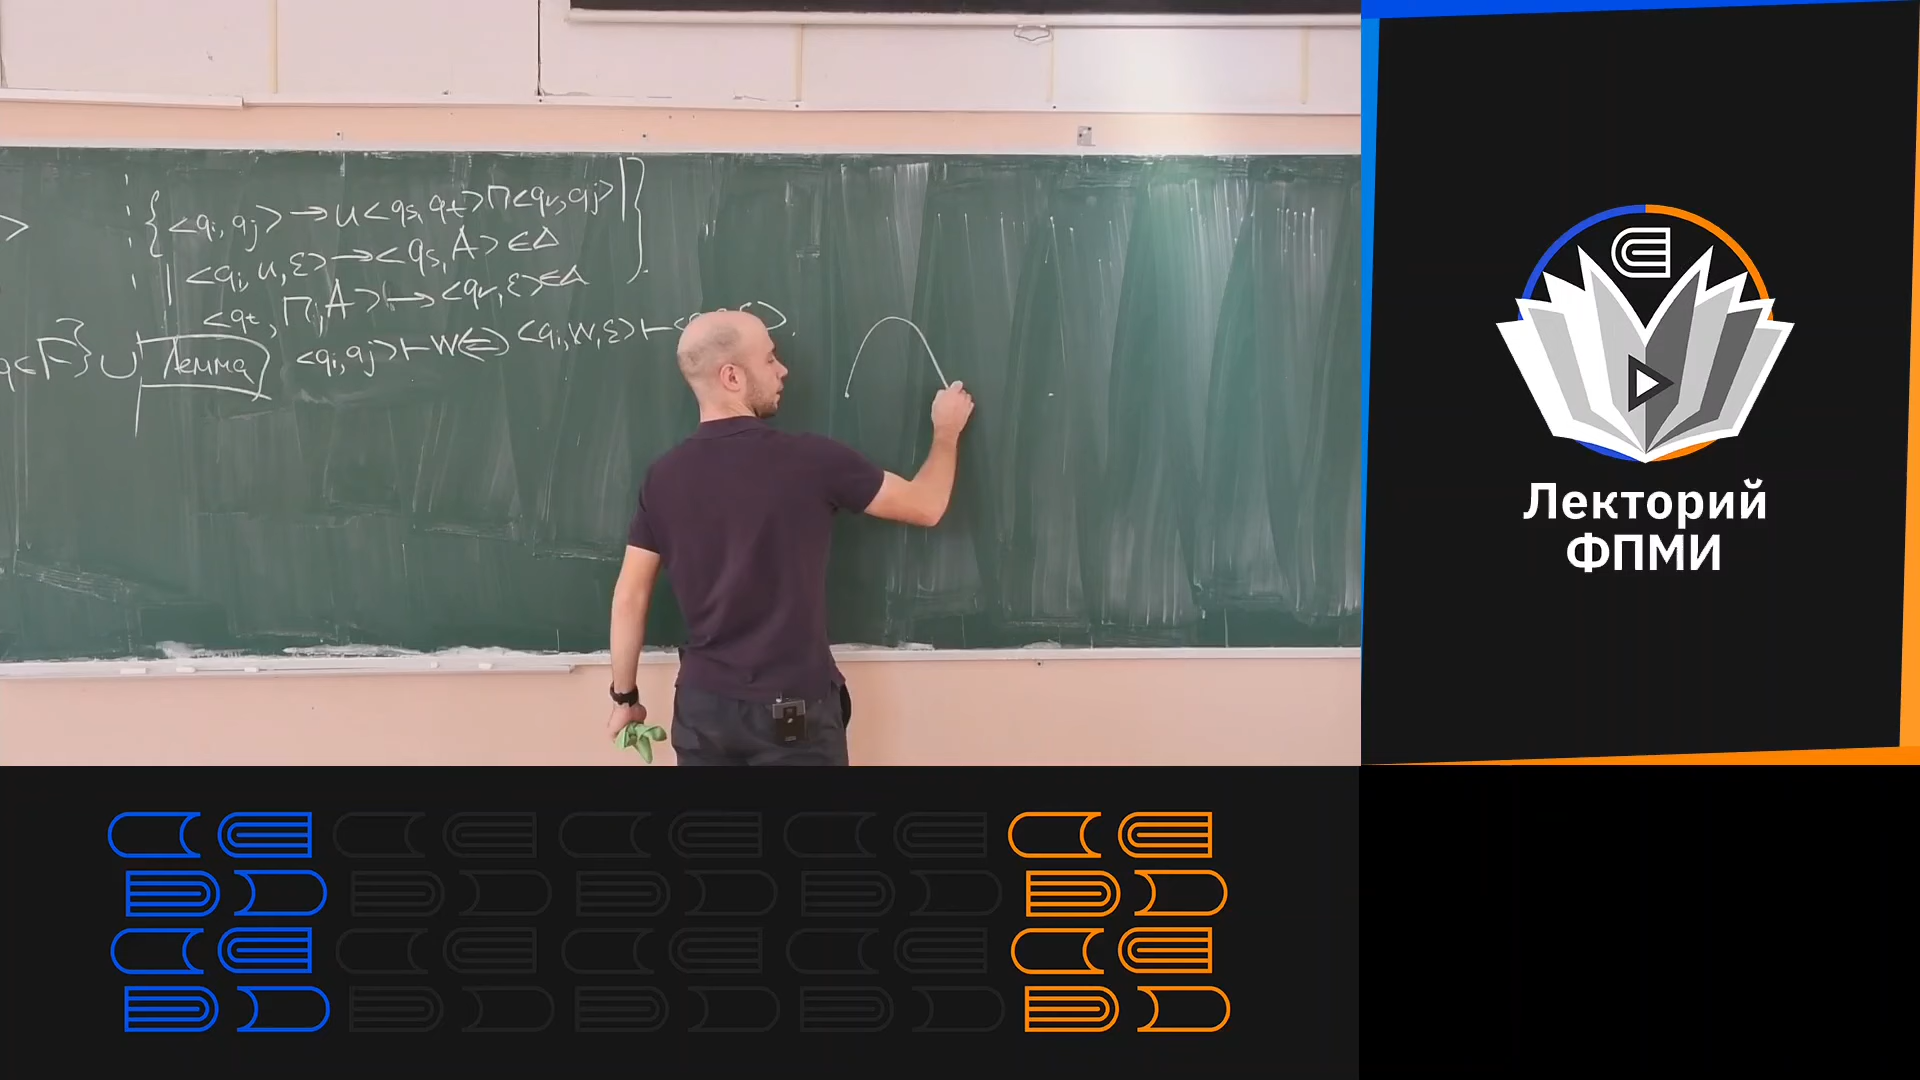 {<qi, qj> → u<qs, qt>П<qr, qj> |}
| <qi, u, ε> → <qs, A> ∈ Δ
<qt, П, A> → <qr, ε> ∈ Δ
q ∈ F} ∪
Лемма <qi, qj> ⊢ W ⇔ <qi, W, ε> ⊢
Лекторий
ФПМИ